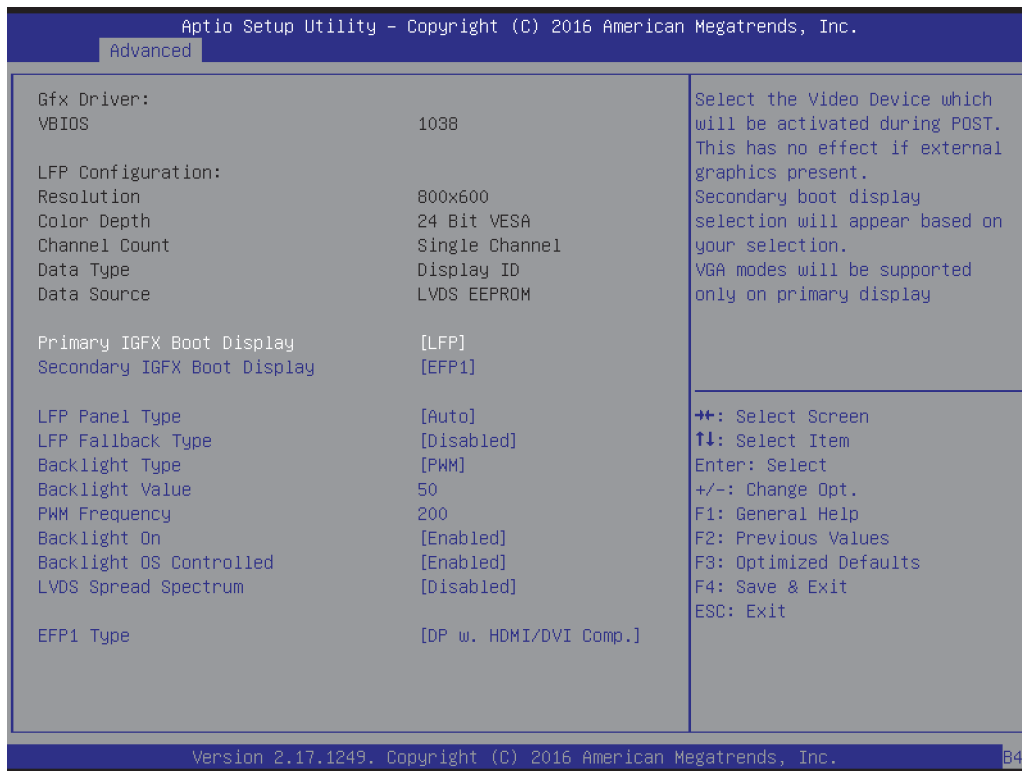 Aptio Setup Utility – Copyright (C) 2016 American Megatrends, Inc.
Advanced
Gfx Driver:
VBIOS 1038
LFP Configuration:
Resolution 800x600
Color Depth 24 Bit VESA
Channel Count Single Channel
Data Type Display ID
Data Source LVDS EEPROM
Primary IGFX Boot Display [LFP]
Secondary IGFX Boot Display [EFP1]
LFP Panel Type [Auto]
LFP Fallback Type [Disabled]
Backlight Type [PWM]
Backlight Value 50
PWM Frequency 200
Backlight On [Enabled]
Backlight OS Controlled [Enabled]
LVDS Spread Spectrum [Disabled]
EFP1 Type [DP w. HDMI/DVI Comp.]
Select the Video Device which
will be activated during POST.
This has no effect if external
graphics present.
Secondary boot display
selection will appear based on
your selection.
VGA modes will be supported
only on primary display
→←: Select Screen
↑↓: Select Item
Enter: Select
+/-: Change Opt.
F1: General Help
F2: Previous Values
F3: Optimized Defaults
F4: Save & Exit
ESC: Exit
Version 2.17.1249. Copyright (C) 2016 American Megatrends, Inc.
B4